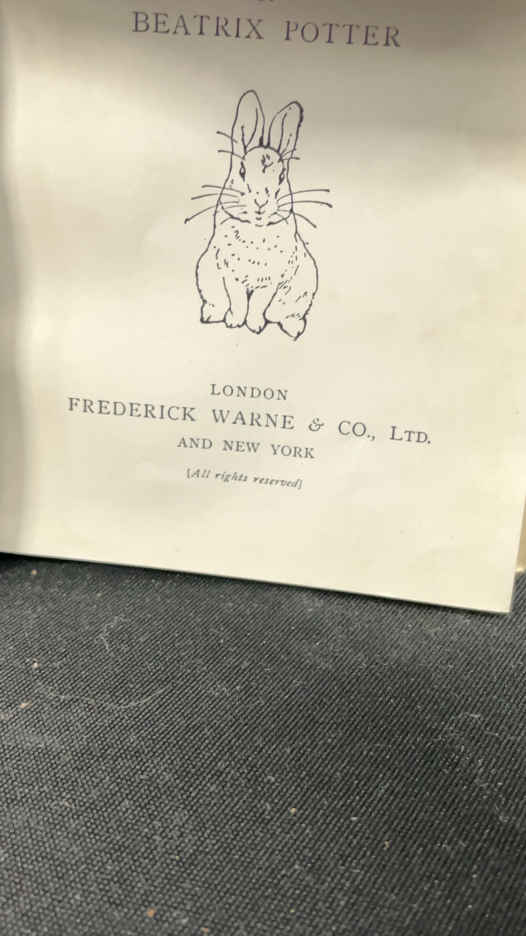 BEATRIX POTTER
LONDON
FREDERICK WARNE & CO., LTD.
AND NEW YORK
[All rights reserved]